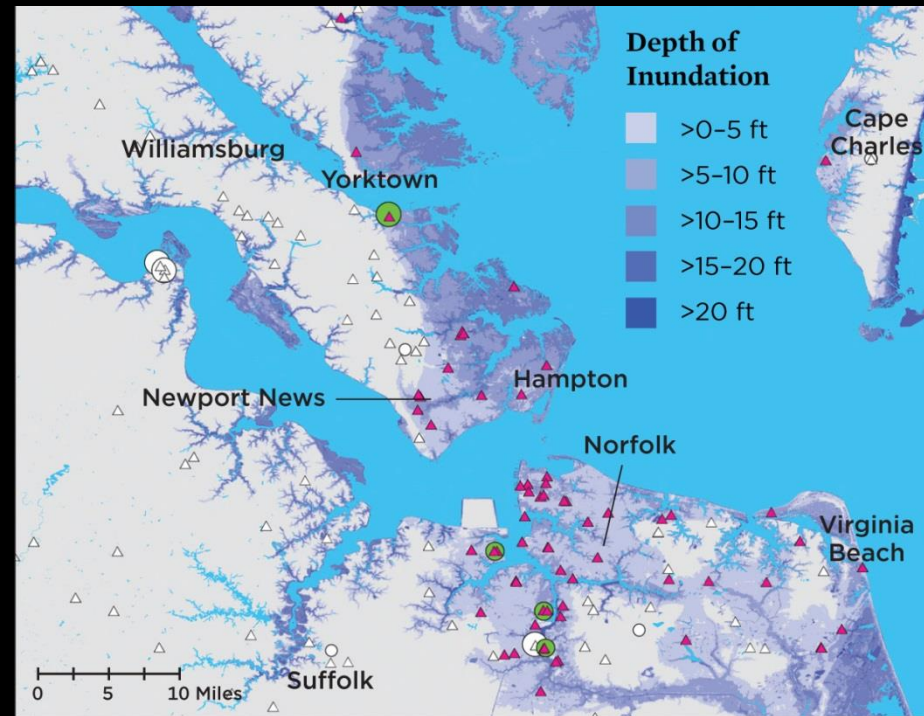 Depth of
Inundation
>0–5 ft
>5–10 ft
>10–15 ft
>15–20 ft
>20 ft
Cape
Charles
Williamsburg
Yorktown
Newport News
Hampton
Norfolk
Virginia
Beach
Suffolk
0 5 10 Miles